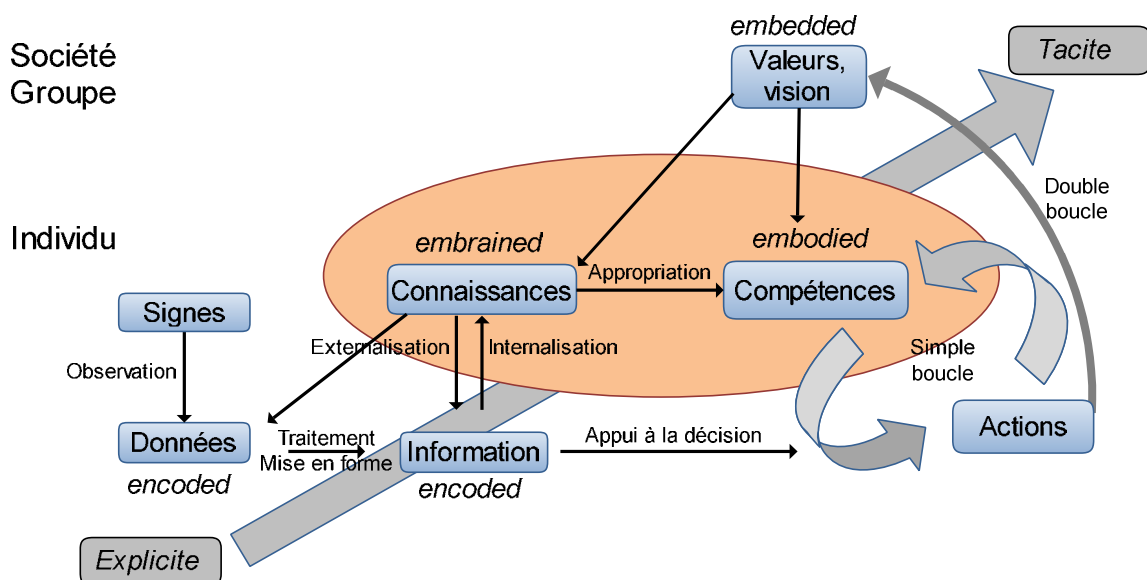 embedded
Société
Groupe
Valeurs,
vision
Tacite
Double
boucle
Individu
embrained
embodied
Connaissances
Appropriation
Compétences
Signes
Externalisation
Internalisation
Simple
boucle
Observation
Données
Traitement
Mise en forme
Information
Appui à la décision
Actions
encoded
encoded
Explicite